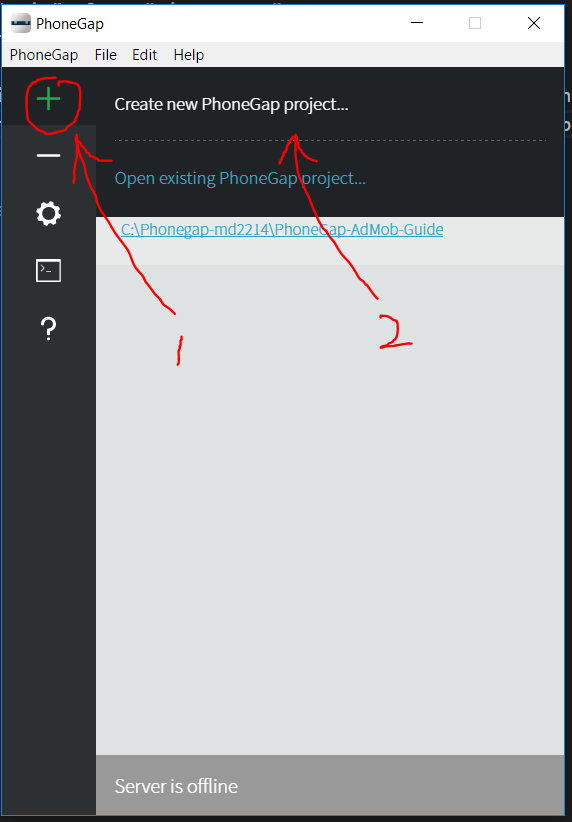 PhoneGap
PhoneGap File Edit Help
Create new PhoneGap project...
Open existing PhoneGap project...
C:\Phonegap-md2214\PhoneGap-AdMob-Guide
1
2
Server is offline